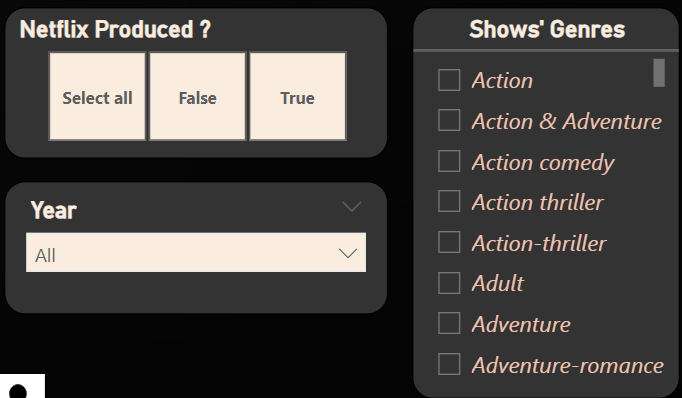 Netflix Produced ?
Select all False True
Year
All
Shows' Genres
Action
Action & Adventure
Action comedy
Action thriller
Action-thriller
Adult
Adventure
Adventure-romance